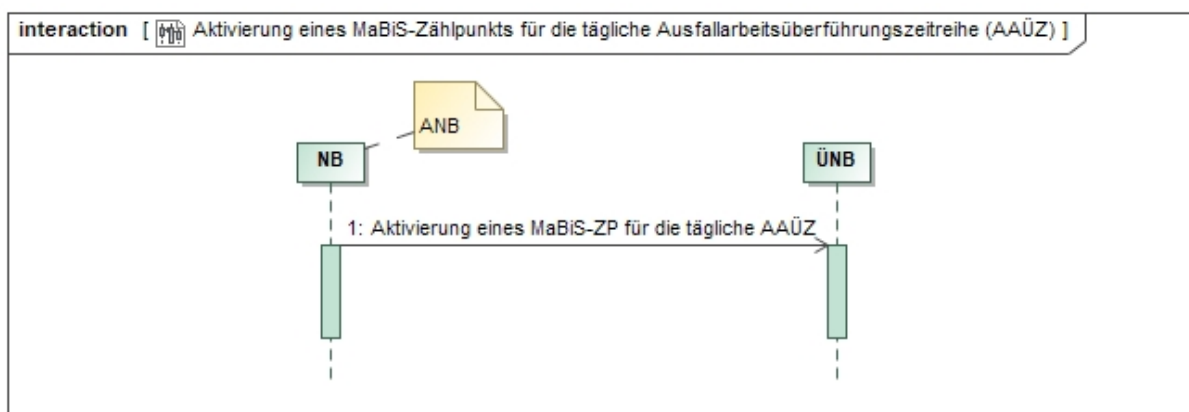 interaction [ Aktivierung eines MaBiS-Zählpunkts für die tägliche Ausfallarbeitsüberführungszeitreihe (AAÜZ) ]
ANB
NB
ÜNB
1: Aktivierung eines MaBiS-ZP für die tägliche AAÜZ